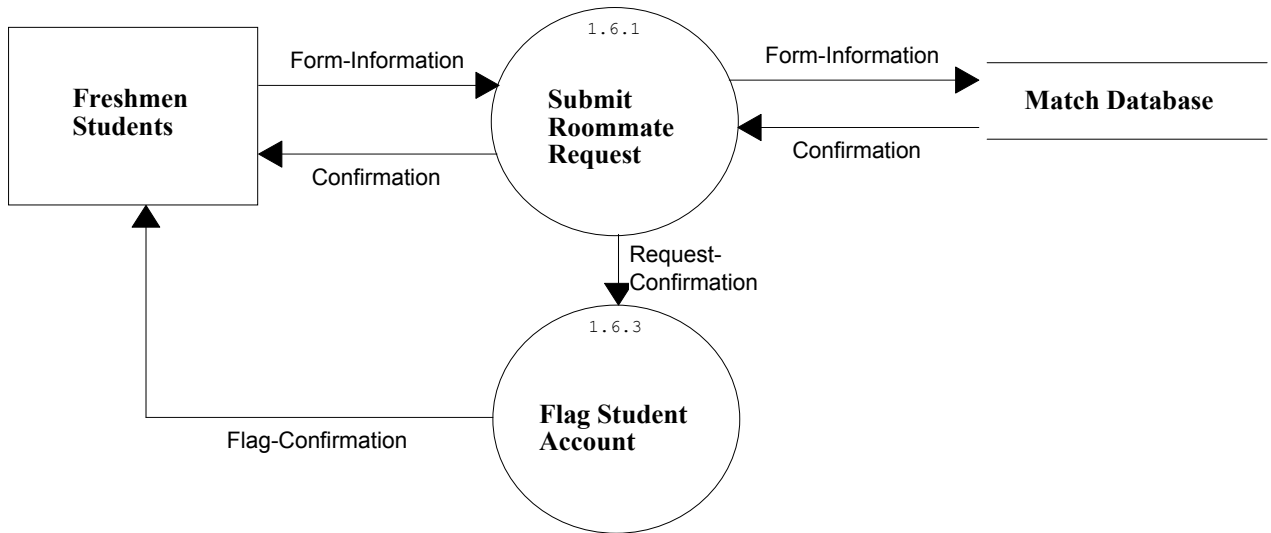 1.6.1
Form-Information
Form-Information
Freshmen
Students
Submit
Roommate
Request
Match Database
Confirmation
Confirmation
Request-
Confirmation
1.6.3
Flag Student
Account
Flag-Confirmation